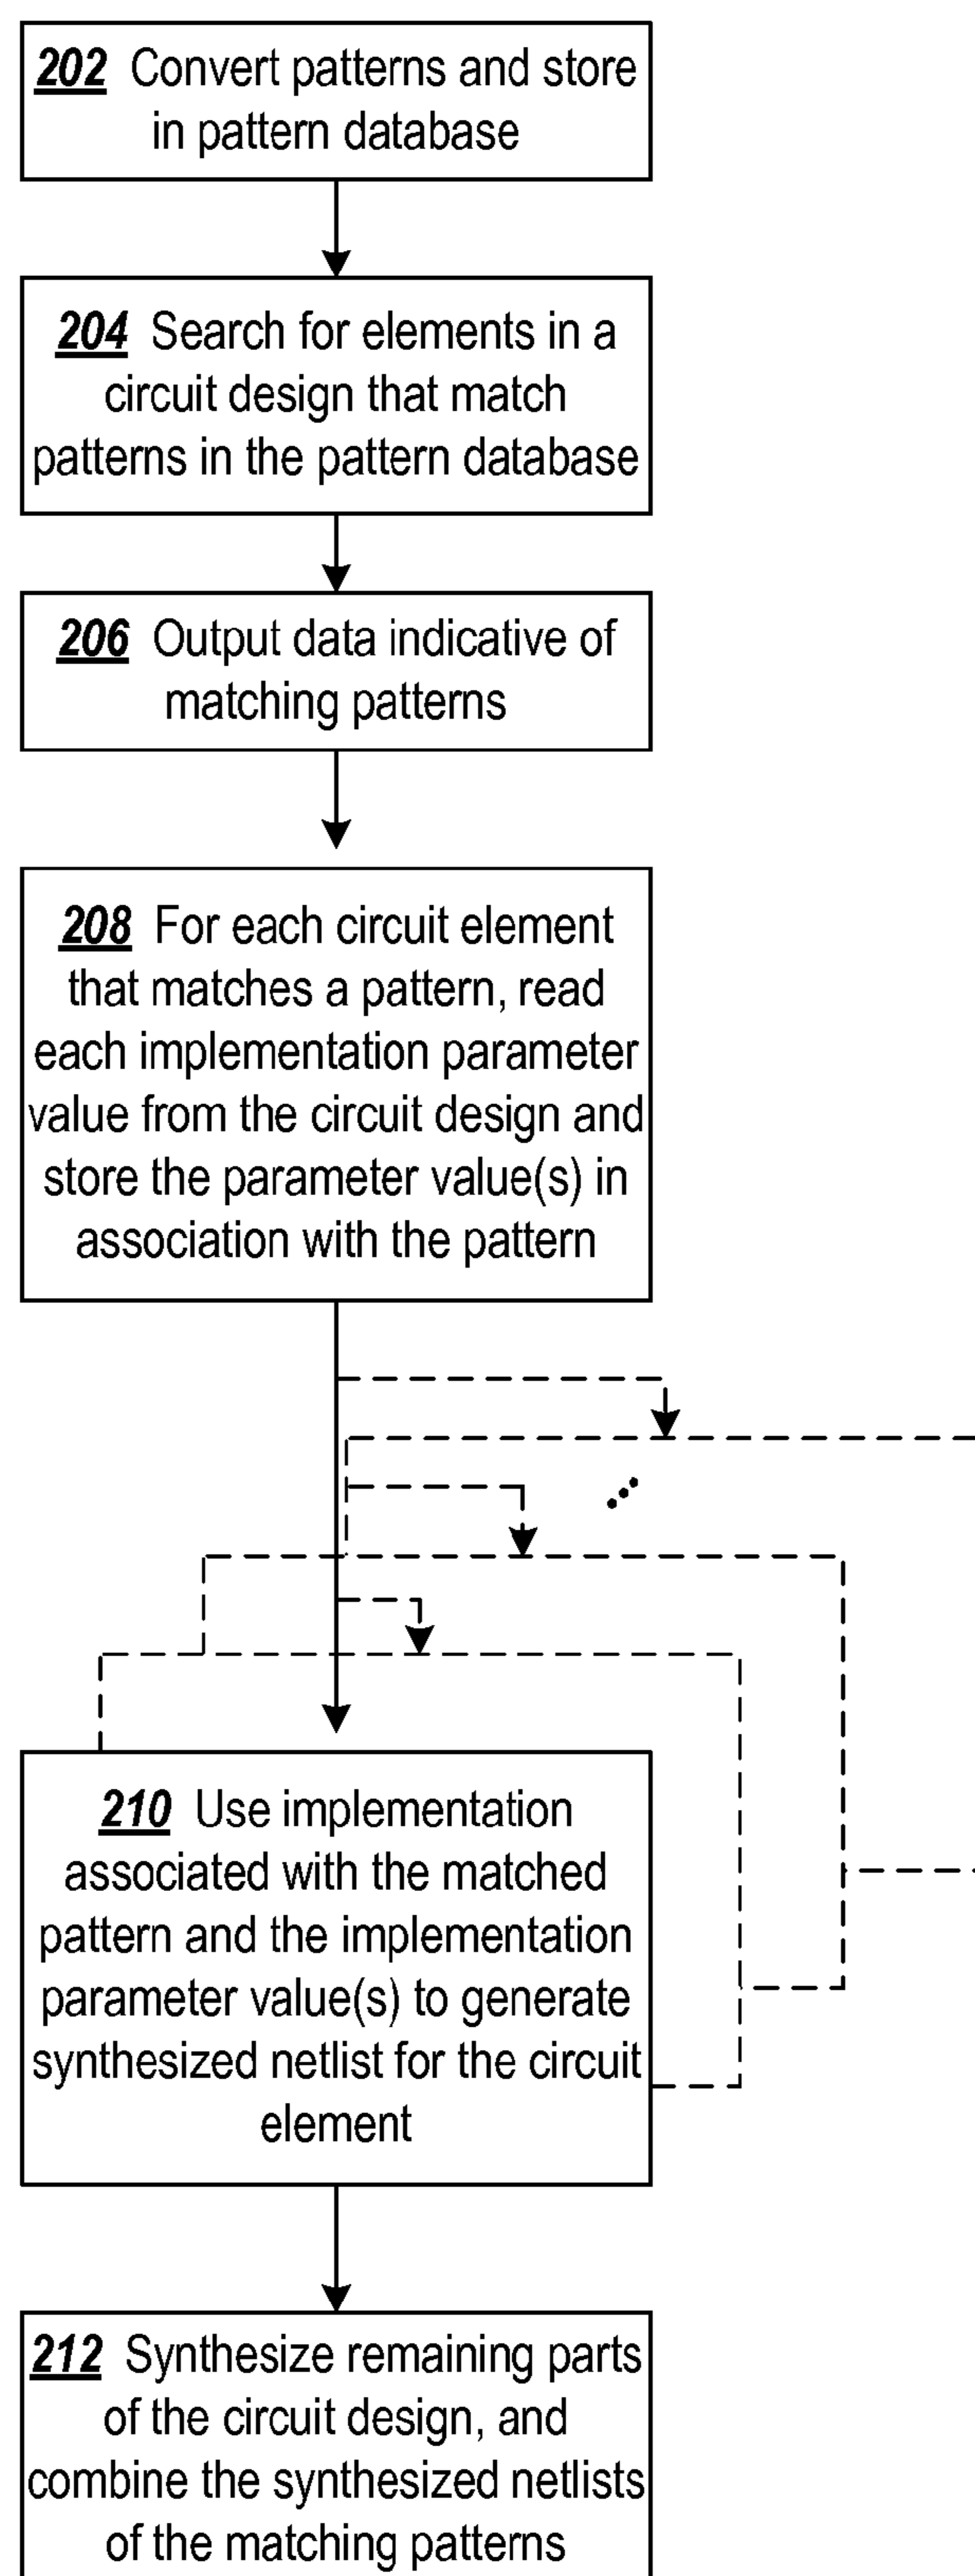 202 Convert patterns and store
in pattern database
204 Search for elements in a
circuit design that match
patterns in the pattern database
206 Output data indicative of
matching patterns
208 For each circuit element
that matches a pattern, read
each implementation parameter
value from the circuit design and
store the parameter value(s) in
association with the pattern
210 Use implementation
associated with the matched
pattern and the implementation
parameter value(s) to generate
synthesized netlist for the circuit
element
212 Synthesize remaining parts
of the circuit design, and
combine the synthesized netlists
of the matching patterns